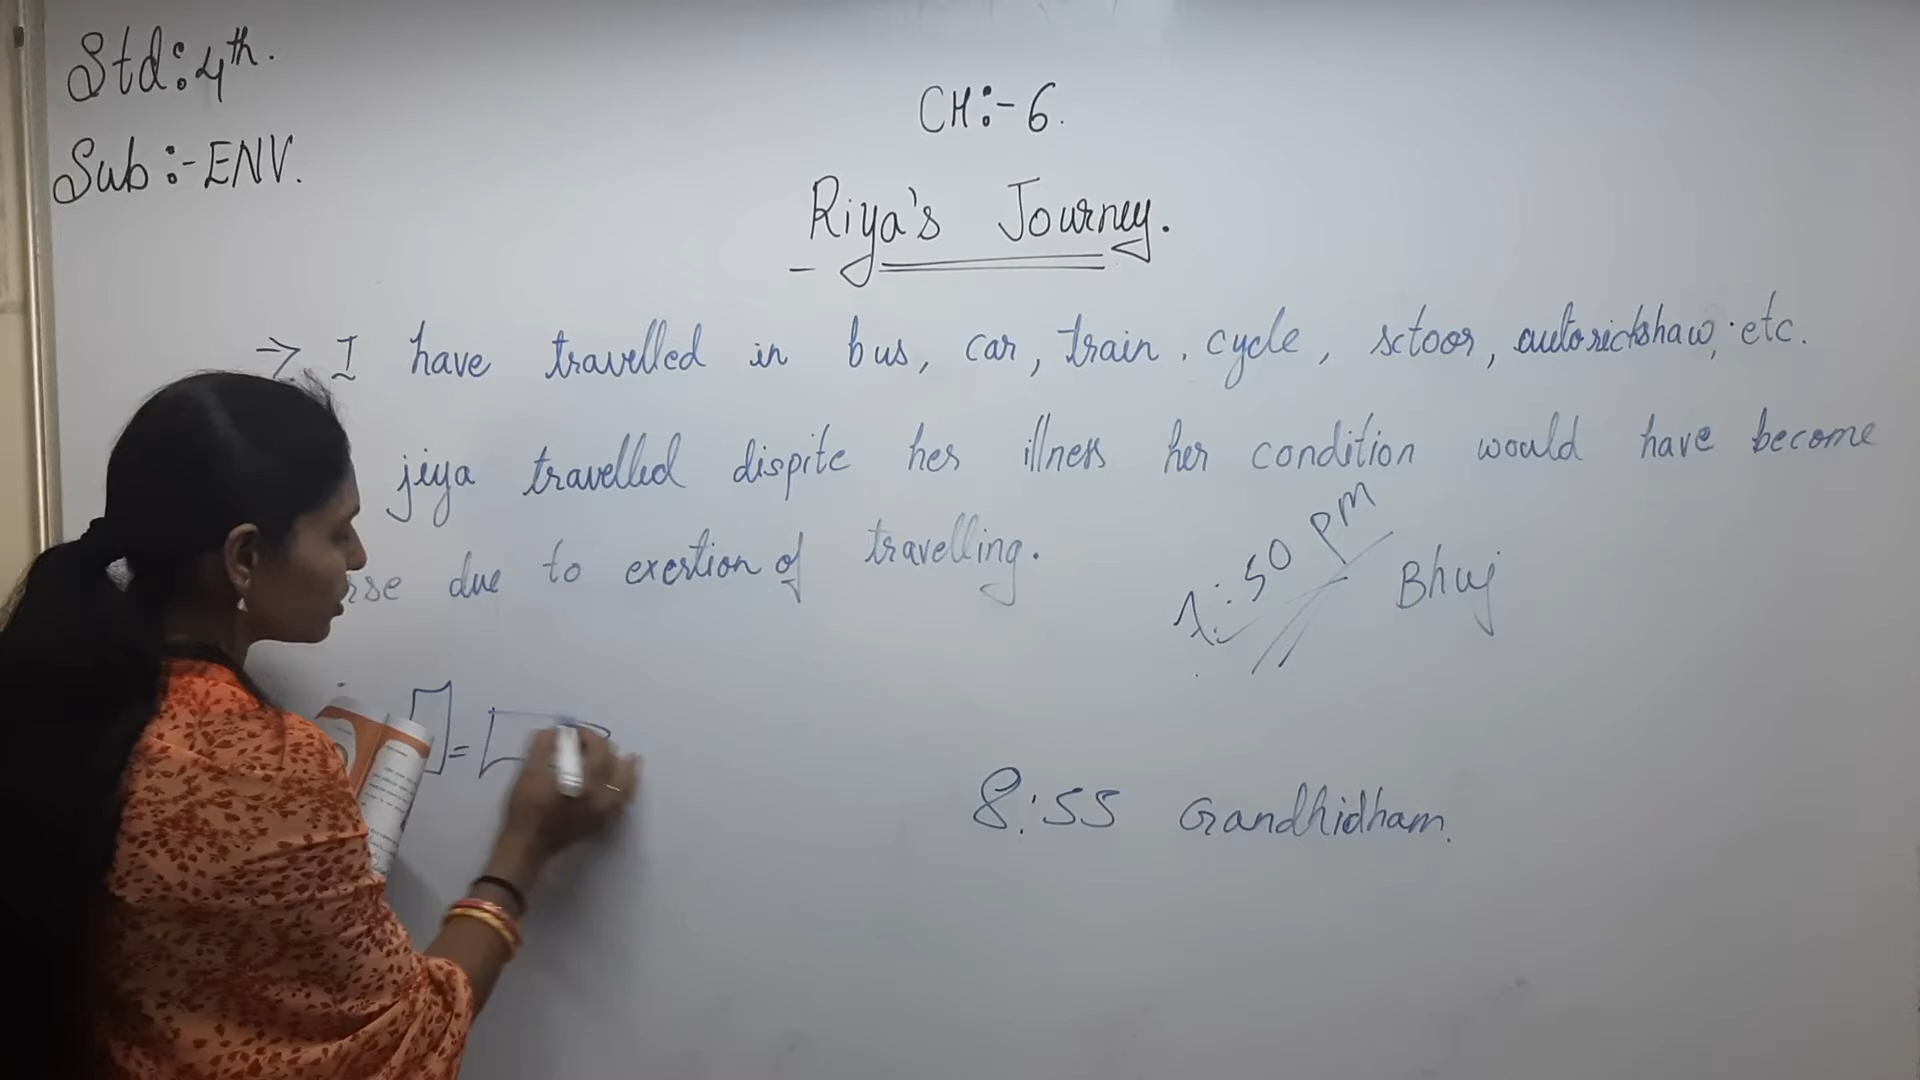 Std:4th.
Sub:-ENV.
CH:-6.
Riya's Journey.
→ I have travelled in bus, car, train, cycle, sctoor, autorickshaw, etc.
jiya travelled dispite her illness her condition would have become
rse due to exertion of travelling.
:50 PM
Bhuj
=
8:55 Gandhidham.